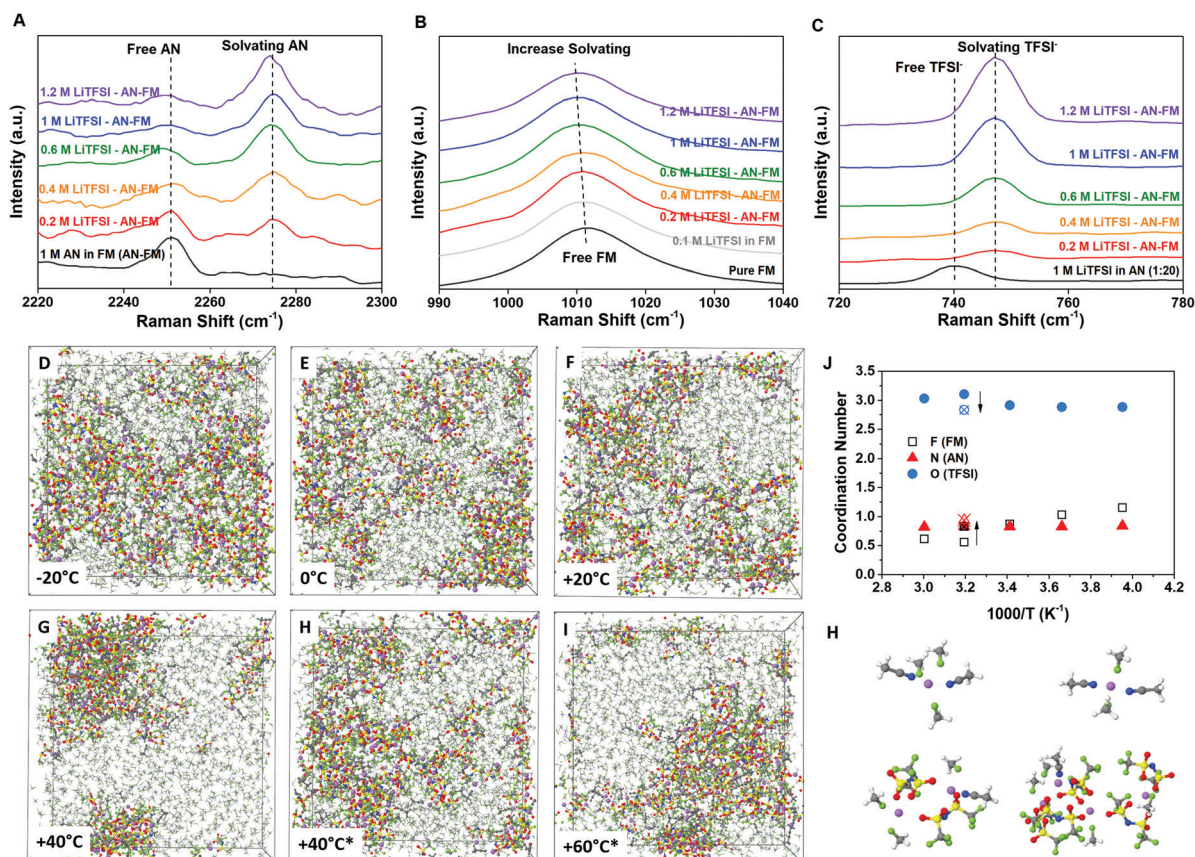 A
Free AN
Solvating AN
1.2 M LiTFSI - AN-FM
1 M LiTFSI - AN-FM
0.6 M LiTFSI - AN-FM
0.4 M LiTFSI - AN-FM
0.2 M LiTFSI - AN-FM
1 M AN in FM (AN-FM)
Intensity (a.u.)
2220 2240 2260 2280 2300
Raman Shift (cm⁻¹)
B
Increase Solvating
1.2 M LiTFSI - AN-FM
1 M LiTFSI - AN-FM
0.6 M LiTFSI - AN-FM
0.4 M LiTFSI - AN-FM
0.2 M LiTFSI - AN-FM
0.1 M LiTFSI in FM
Free FM
Pure FM
Intensity (a.u.)
990 1000 1010 1020 1030 1040
Raman Shift (cm⁻¹)
C
Solvating TFSI⁻
Free TFSI⁻
1.2 M LiTFSI - AN-FM
1 M LiTFSI - AN-FM
0.6 M LiTFSI - AN-FM
0.4 M LiTFSI - AN-FM
0.2 M LiTFSI - AN-FM
1 M LiTFSI in AN (1:20)
Intensity (a.u.)
720 740 760 780
Raman Shift (cm⁻¹)
D
-20°C
E
0°C
F
+20°C
G
+40°C
H
+40°C*
I
+60°C*
J
Coordination Number
3.5
3.0
2.5
2.0
1.5
1.0
0.5
0.0
F (FM)
N (AN)
O (TFSI)
2.8 3.0 3.2 3.4 3.6 3.8 4.0 4.2
1000/T (K⁻¹)
H